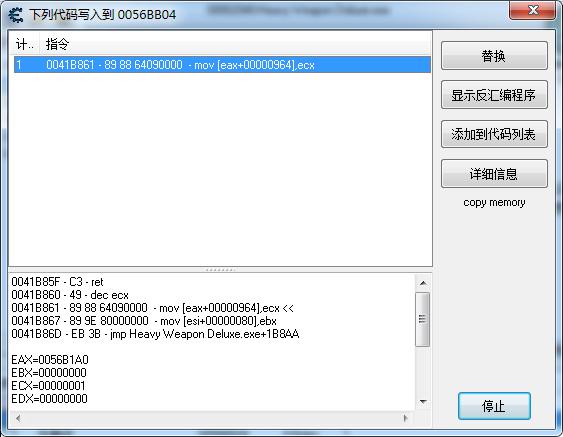 下列代码写入到 0056BB04
计.. 指令
1 0041B861 - 89 88 64090000 - mov [eax+00000964],ecx
替换
显示反汇编程序
添加到代码列表
详细信息
copy memory
0041B85F - C3 - ret
0041B860 - 49 - dec ecx
0041B861 - 89 88 64090000 - mov [eax+00000964],ecx <<
0041B867 - 89 9E 80000000 - mov [esi+00000080],ebx
0041B86D - EB 3B - jmp Heavy Weapon Deluxe.exe+1B8AA
EAX=0056B1A0
EBX=00000000
ECX=00000001
EDX=00000000
停止